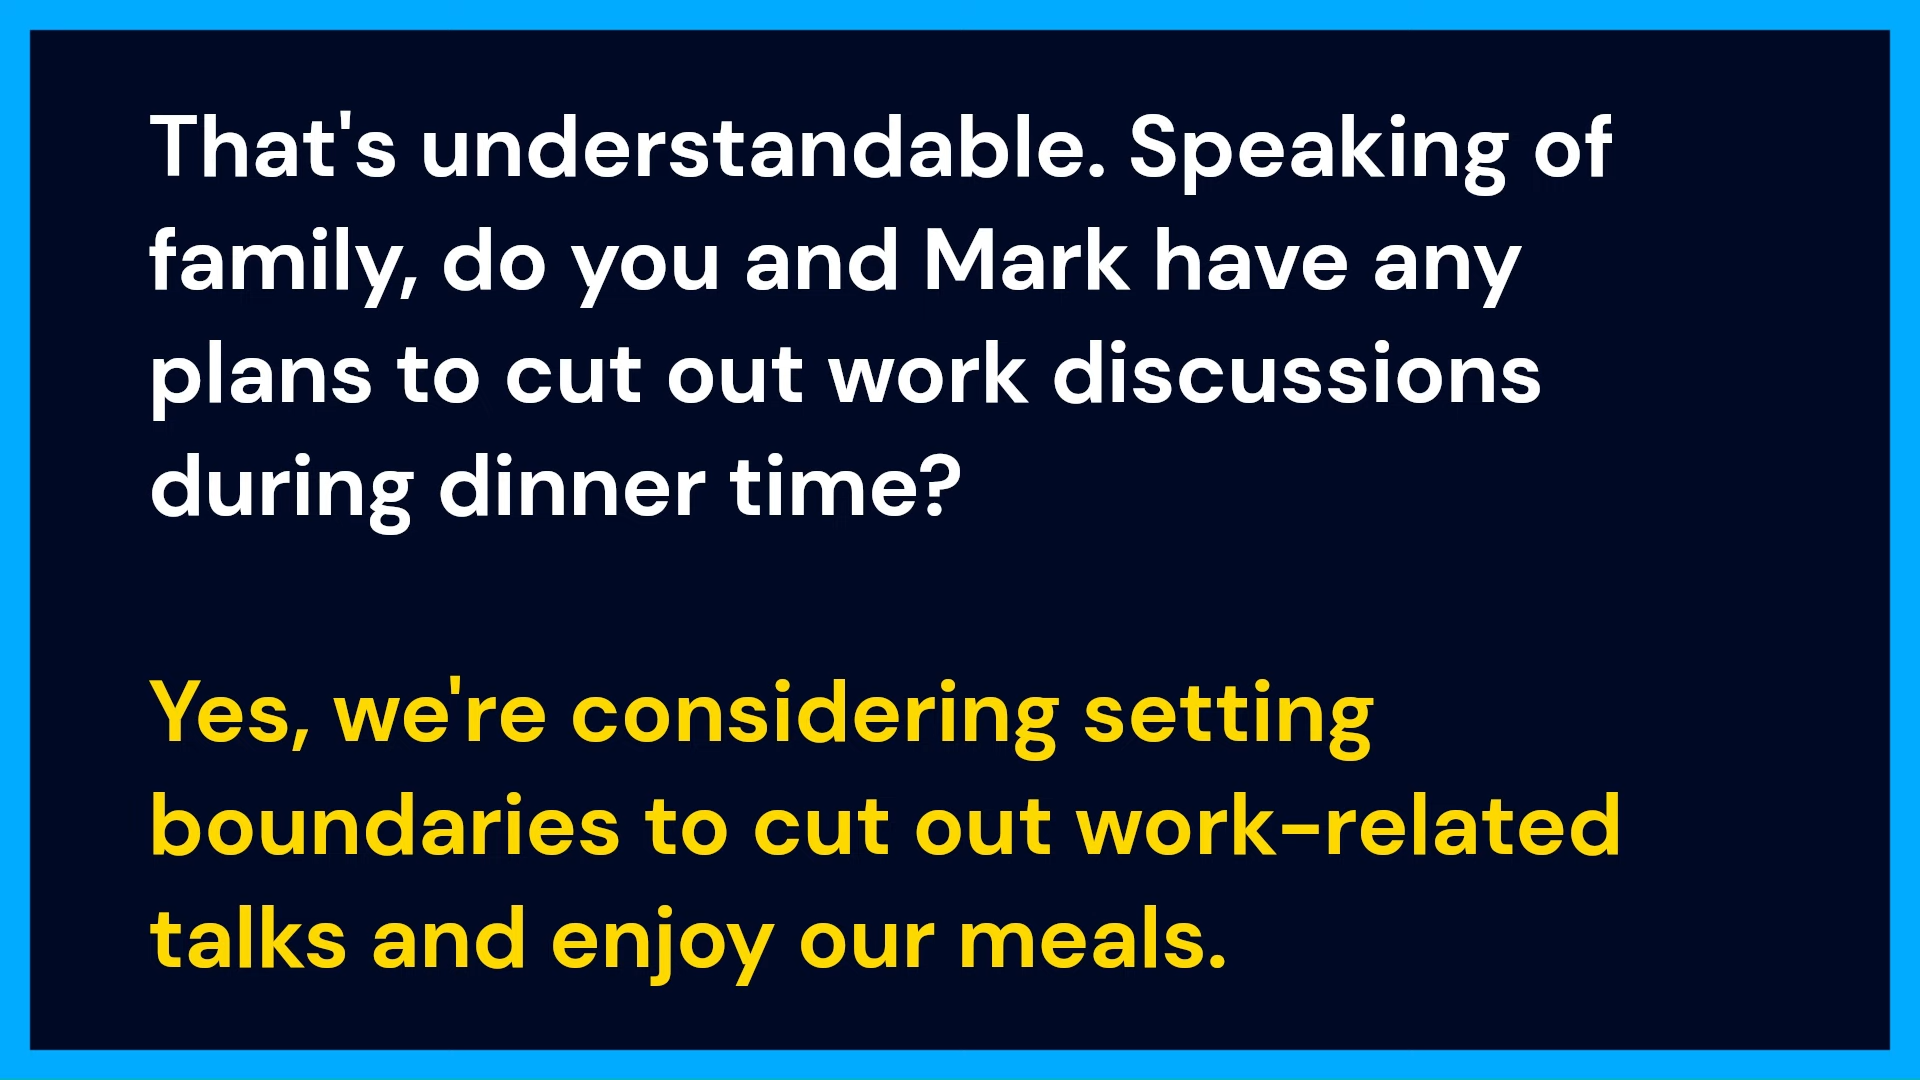 That's understandable. Speaking of
family, do you and Mark have any
plans to cut out work discussions
during dinner time?
Yes, we're considering setting
boundaries to cut out work-related
talks and enjoy our meals.